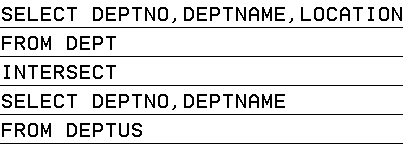 SELECT DEPTNO,DEPTNAME,LOCATION
FROM DEPT
INTERSECT
SELECT DEPTNO,DEPTNAME
FROM DEPTUS